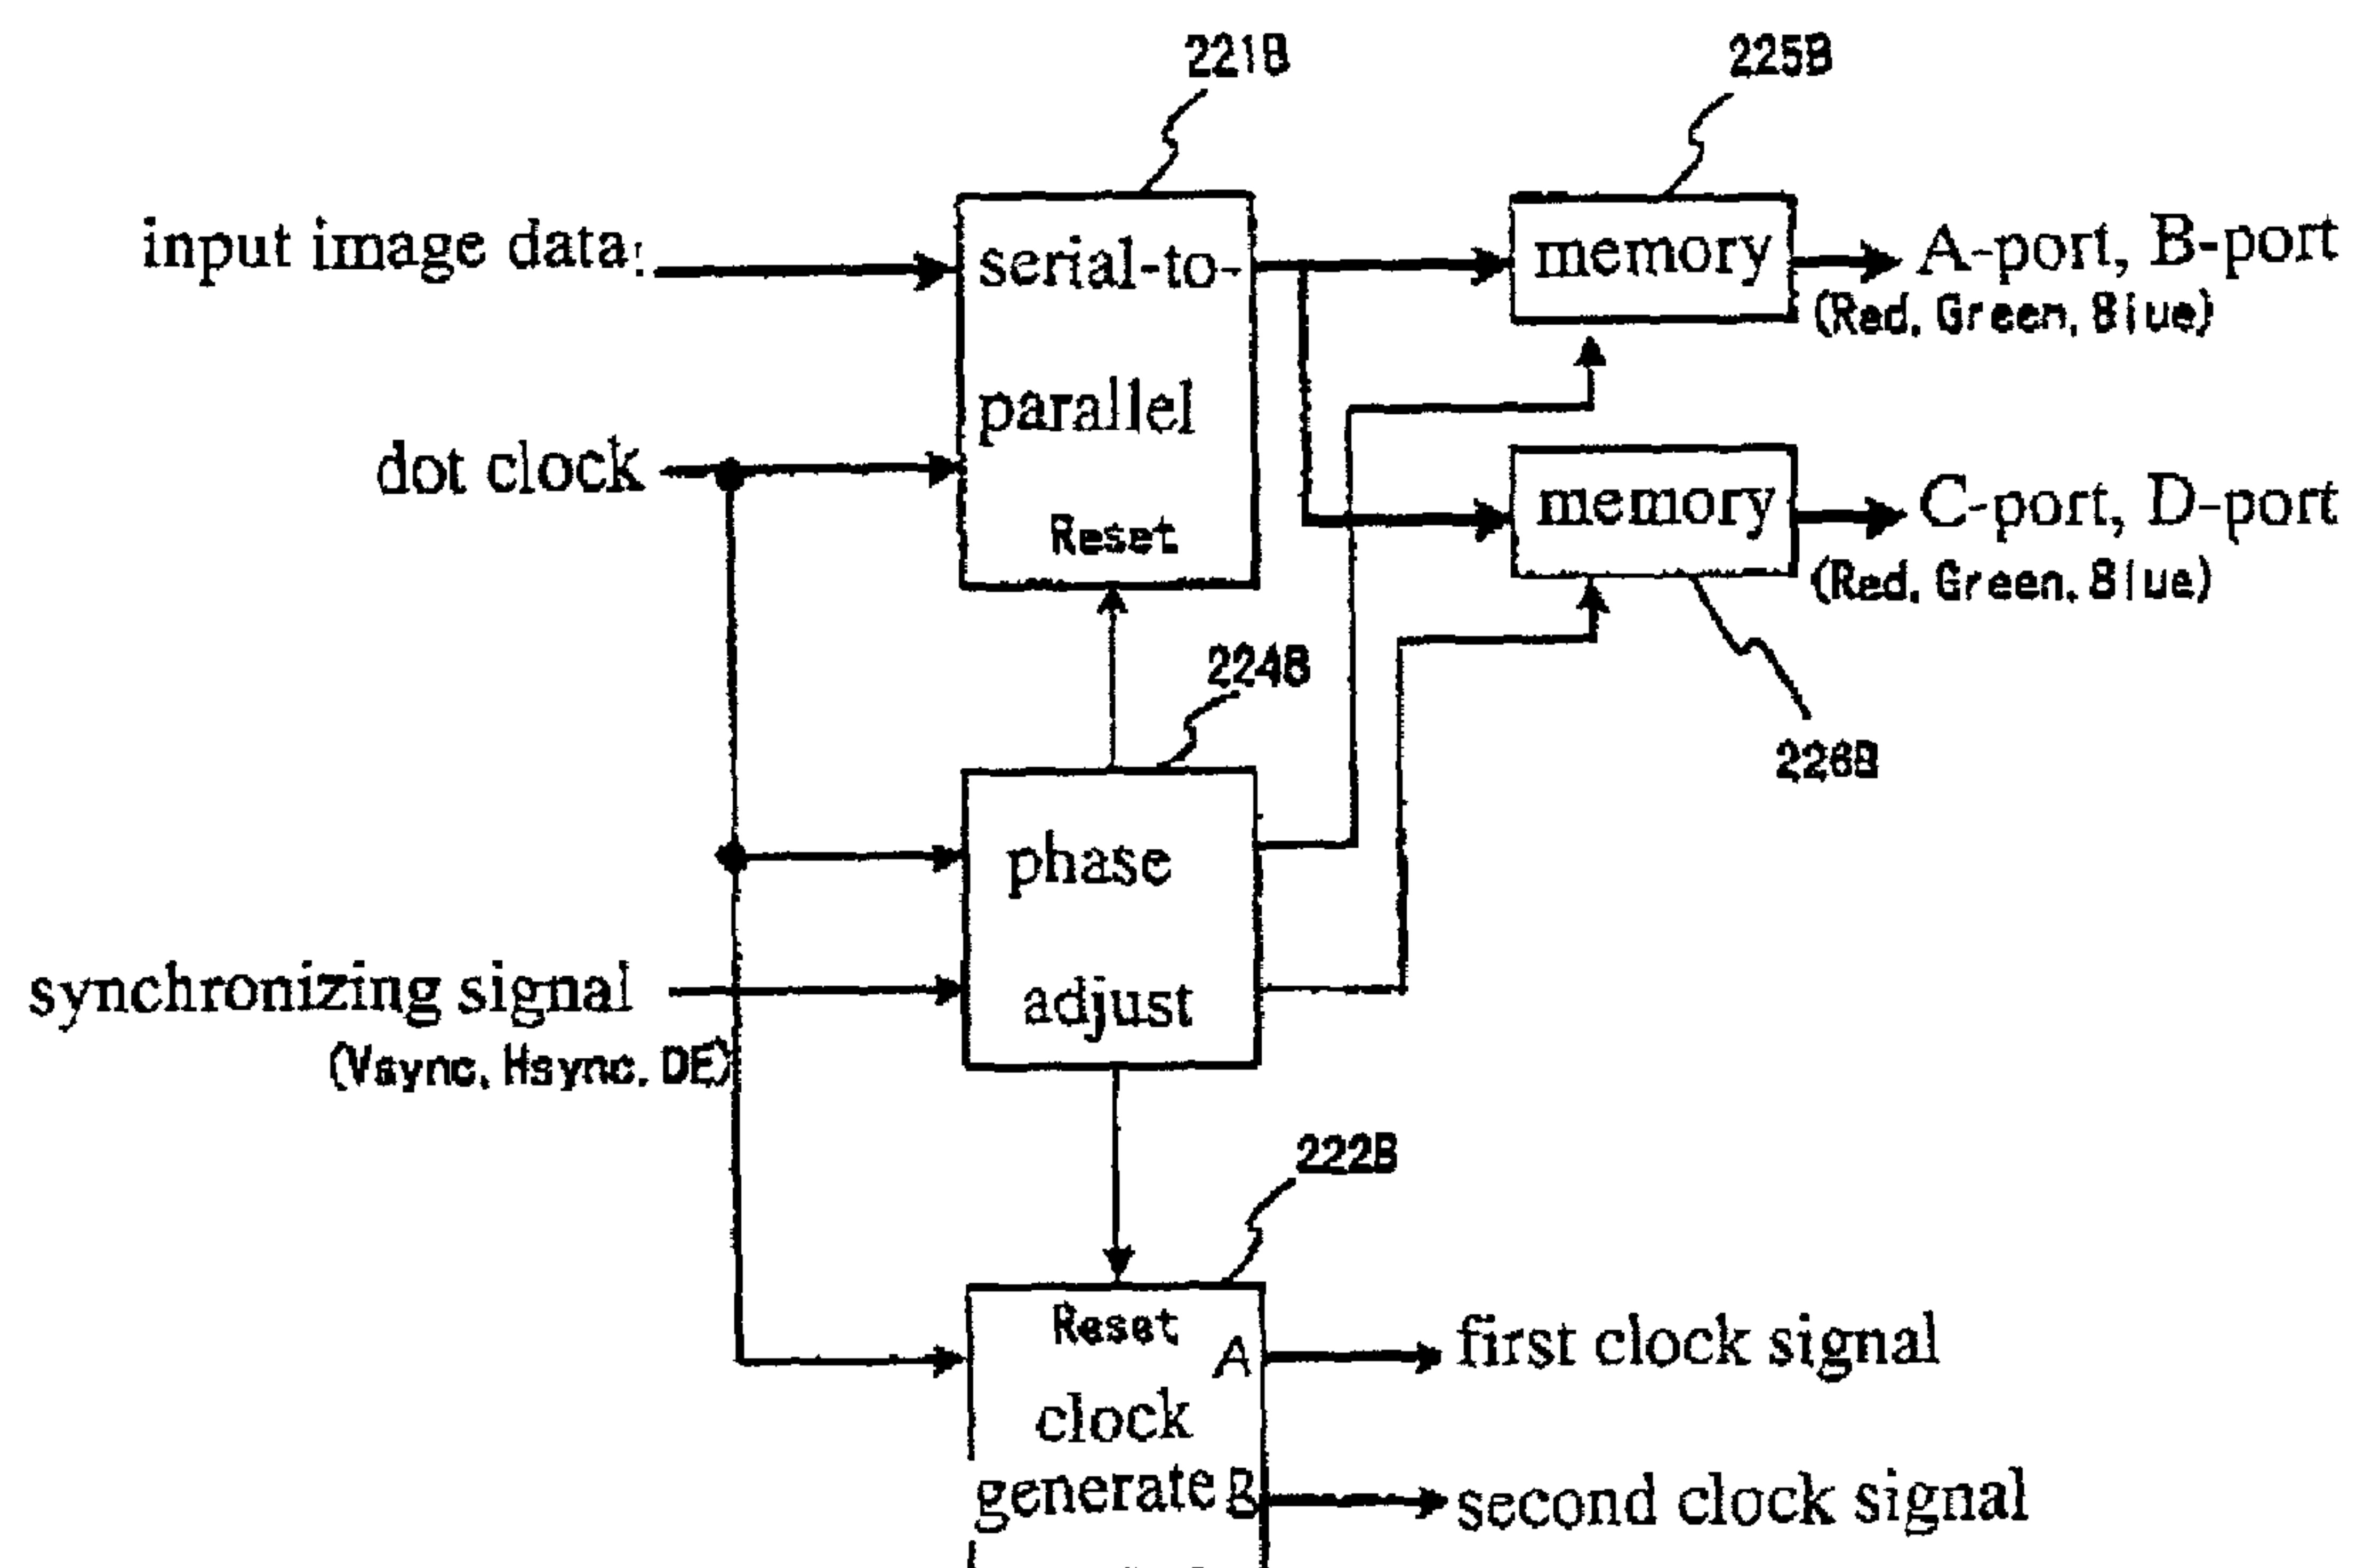 221B
225B
input image data:
serial-to-
parallel
Reset
memory
A-port, B-port
(Red, Green, Blue)
dot clock
memory
C-port, D-port
(Red, Green, Blue)
224B
226B
phase
adjust
synchronizing signal
(Vsync, Hsync, DE)
222B
Reset
A
first clock signal
clock
generate B
second clock signal